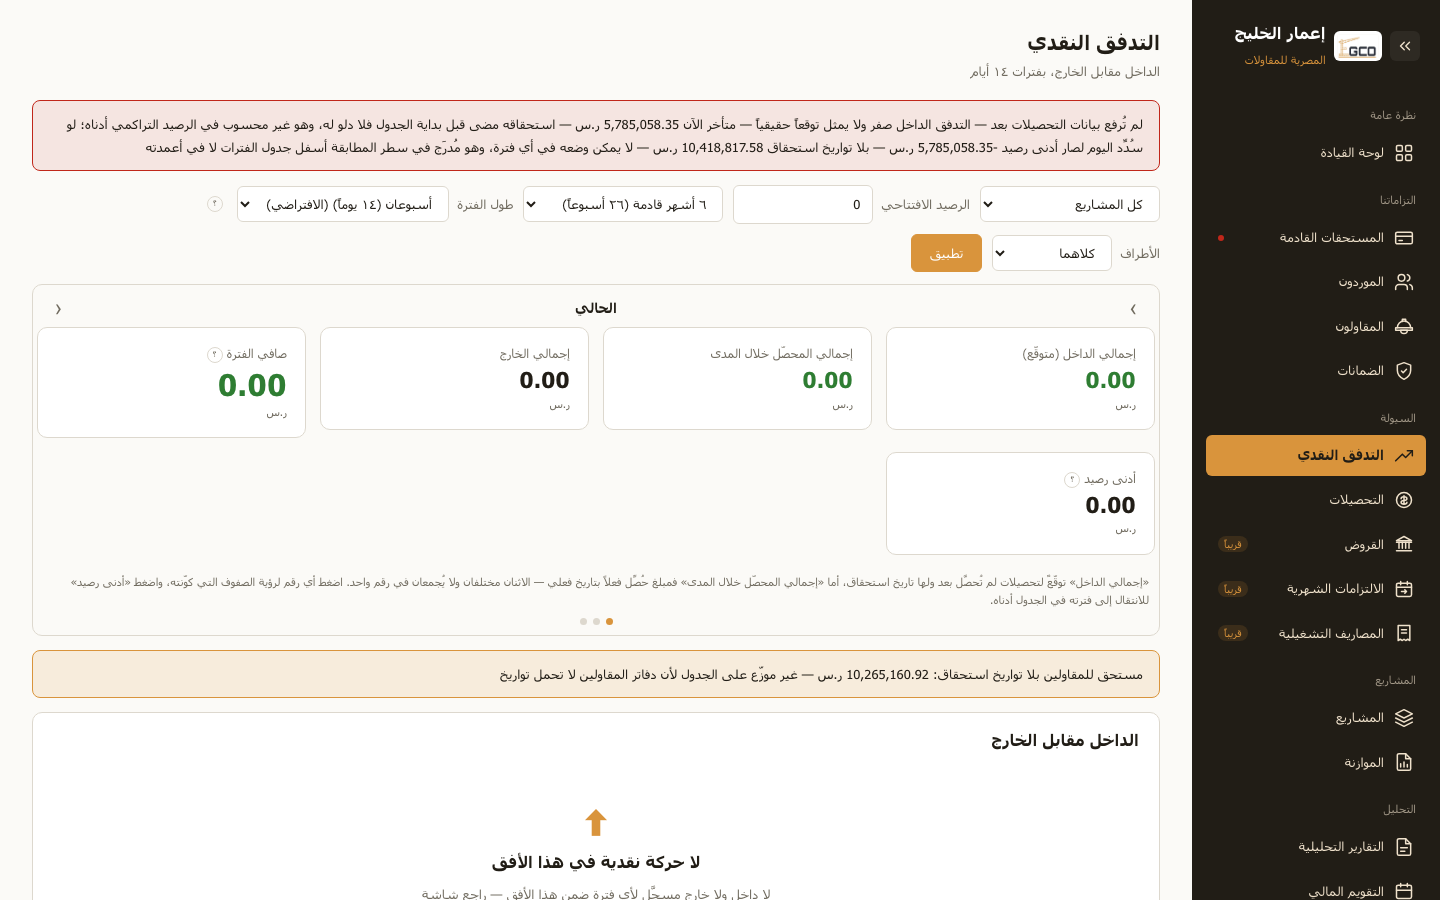 إعمار الخليج
المصرية للمقاولات
GCO
نظرة عامة
لوحة القيادة
التزاماتنا
المستحقات القادمة
الموردون
المقاولون
الضمانات
السيولة
التدفق النقدي
التحصيلات
القروض
قريباً
الالتزامات الشهرية
قريباً
المصاريف التشغيلية
قريباً
المشاريع
المشاريع
الموازنة
التحليل
التقارير التحليلية
التقويم المالي
التدفق النقدي
الداخل مقابل الخارج، بفترات ١٤ أيام
لم تُرفع بيانات التحصيلات بعد — التدفق الداخل صفر ولا يمثل توقعاً حقيقياً — متأخر الآن 5,785,058.35 ر.س — استحقاقه مضى قبل بداية الجدول فلا دلو له، وهو غير محسوب في الرصيد التراكمي أدناه؛ لو
سُدِّد اليوم لصار أدنى رصيد -5,785,058.35 ر.س — بلا تواريخ استحقاق 10,418,817.58 ر.س — لا يمكن وضعه في أي فترة، وهو مُدرَج في سطر المطابقة أسفل جدول الفترات لا في أعمدته
كل المشاريع
الرصيد الافتتاحي
0
٦ أشهر قادمة (٢٦ أسبوعاً)
طول الفترة
أسبوعان (١٤ يوماً) (الافتراضي)
؟
الأطراف
كلاهما
تطبيق
‹ الحالي ›
إجمالي الداخل (متوقّع)
0.00
ر.س
إجمالي المحصّل خلال المدى
0.00
ر.س
إجمالي الخارج
0.00
ر.س
صافي الفترة ؟
0.00
ر.س
أدنى رصيد ؟
0.00
ر.س
«إجمالي الداخل» توقّعٌ لتحصيلات لم تُحصَّل بعد ولها تاريخ استحقاق، أما «إجمالي المحصّل خلال المدى» فمبلغ حُصِّل فعلاً بتاريخ فعلي — الاثنان مختلفان ولا يُجمعان في رقم واحد. اضغط أي رقم لرؤية الصفوف التي كوّنته، واضغط «أدنى رصيد»
للانتقال إلى فترته في الجدول أدناه.
مستحق للمقاولين بلا تواريخ استحقاق: 10,265,160.92 ر.س — غير موزّع على الجدول لأن دفاتر المقاولين لا تحمل تواريخ
الداخل مقابل الخارج
لا حركة نقدية في هذا الأفق
لا داخل ولا خارج مسجَّل لأي فترة ضمن هذا الأفق — راجع شاشة